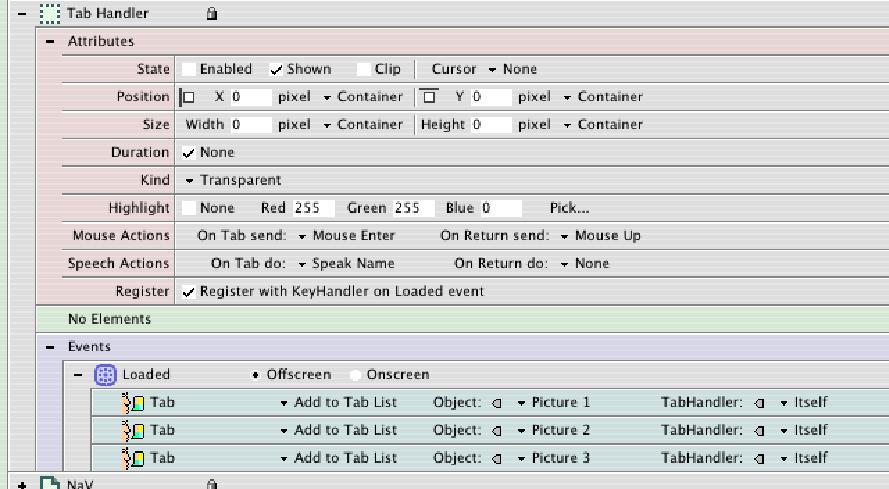 Tab Handler
Attributes
State Enabled Shown Clip Cursor None
Position X 0 pixel Container Y 0 pixel Container
Size Width 0 pixel Container Height 0 pixel Container
Duration None
Kind Transparent
Highlight None Red 255 Green 255 Blue 0 Pick...
Mouse Actions On Tab send: Mouse Enter On Return send: Mouse Up
Speech Actions On Tab do: Speak Name On Return do: None
Register Register with KeyHandler on Loaded event
No Elements
Events
Loaded Offscreen Onscreen
Tab Add to Tab List Object: Picture 1 TabHandler: Itself
Tab Add to Tab List Object: Picture 2 TabHandler: Itself
Tab Add to Tab List Object: Picture 3 TabHandler: Itself
NaV